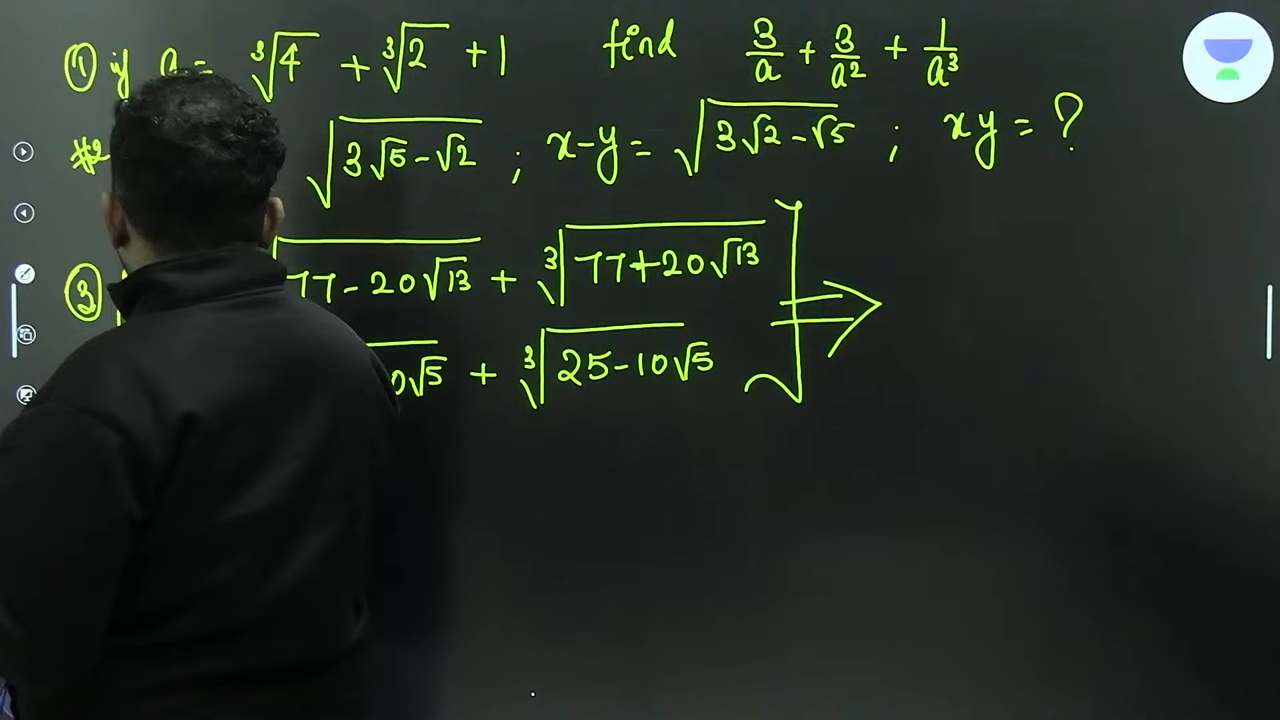 ① if a = ∛4 + ∛2 + 1 find 3/a + 3/a² + 1/a³
#2 √(3√5-√2) ; x-y = √(3√2-√5) ; xy = ?
③ 77-20√13 + ∛(77+20√13)
0√5 + ∛(25-10√5)